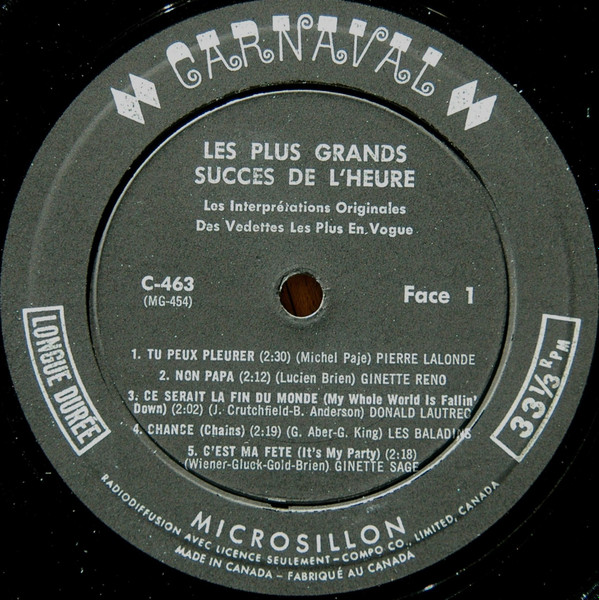 CARNAVAL
LES PLUS GRANDS
SUCCES DE L'HEURE
Les Interprétations Originales
Des Vedettes Les Plus En Vogue
C-463
(MG-454)
Face 1
LONGUE DURÉE
33 1/3 RPM
1. TU PEUX PLEURER (2:30) (Michel Paje) PIERRE LALONDE
2. NON PAPA (2:12) (Lucien Brien) GINETTE RENO
3. CE SERAIT LA FIN DU MONDE (My Whole World Is Fallin'
Down) (2:02) (J. Crutchfield-B. Anderson) DONALD LAUTREC
4. CHANCE (Chains) (2:19) (G. Aber-G. King) LES BALADINS
5. C'EST MA FETE (It's My Party) (2:18)
(Wiener-Gluck-Gold-Brien) GINETTE SAGE
MICROSILLON
RADIODIFFUSION AVEC LICENCE SEULEMENT-COMPO CO., LIMITED, CANADA
MADE IN CANADA - FABRIQUÉ AU CANADA